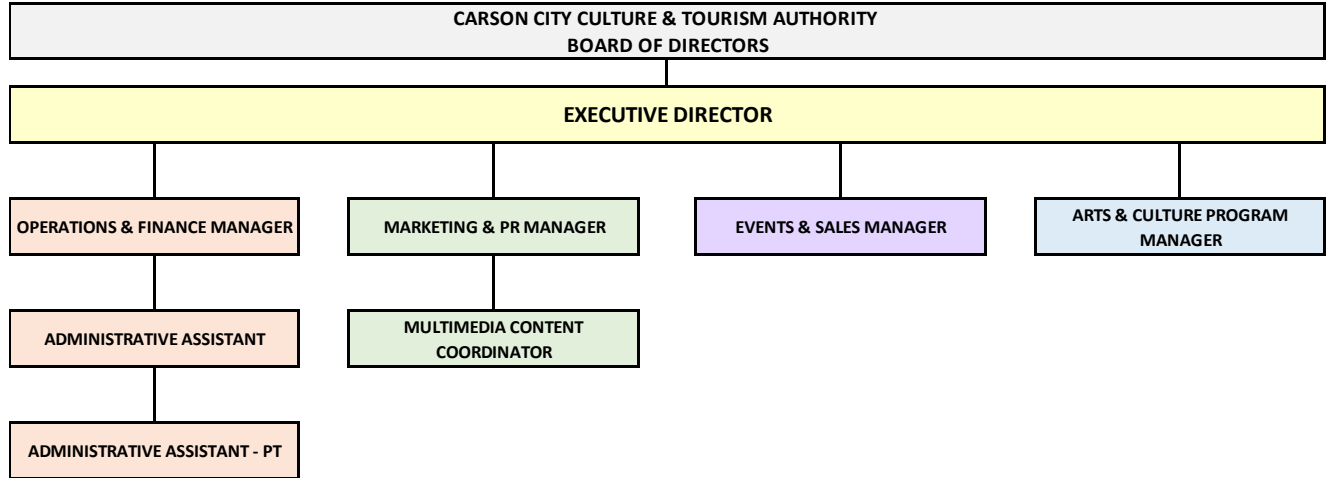 CARSON CITY CULTURE & TOURISM AUTHORITY
BOARD OF DIRECTORS
EXECUTIVE DIRECTOR
OPERATIONS & FINANCE MANAGER
MARKETING & PR MANAGER
EVENTS & SALES MANAGER
ARTS & CULTURE PROGRAM
MANAGER
ADMINISTRATIVE ASSISTANT
MULTIMEDIA CONTENT
COORDINATOR
ADMINISTRATIVE ASSISTANT - PT